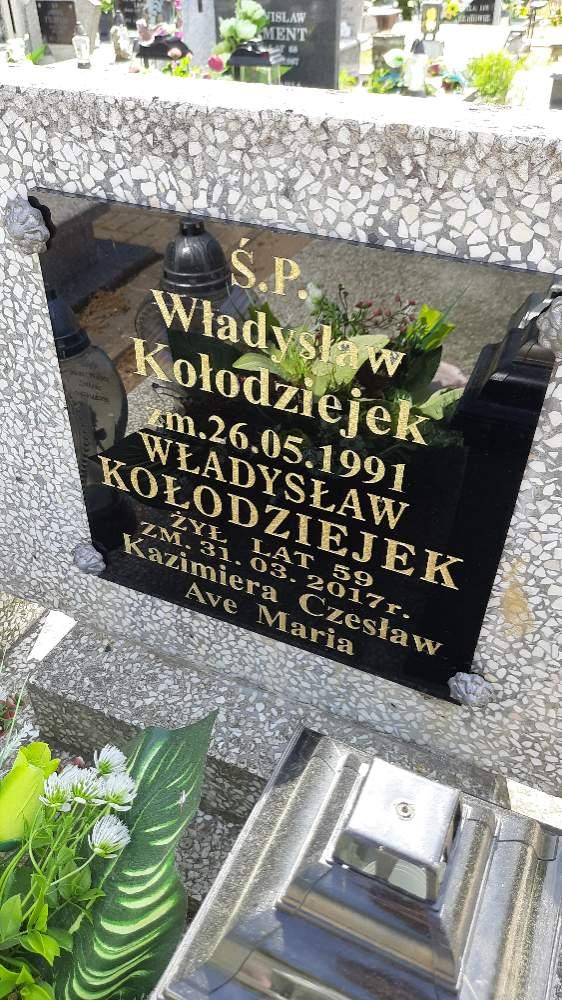 Ś.P.
Władysław
Kołodziejek
zm.26.05.1991
WŁADYSŁAW
KOŁODZIEJEK
ŻYŁ LAT 59
ZM. 31. 03. 2017r.
Kazimiera Czesław
Ave Maria